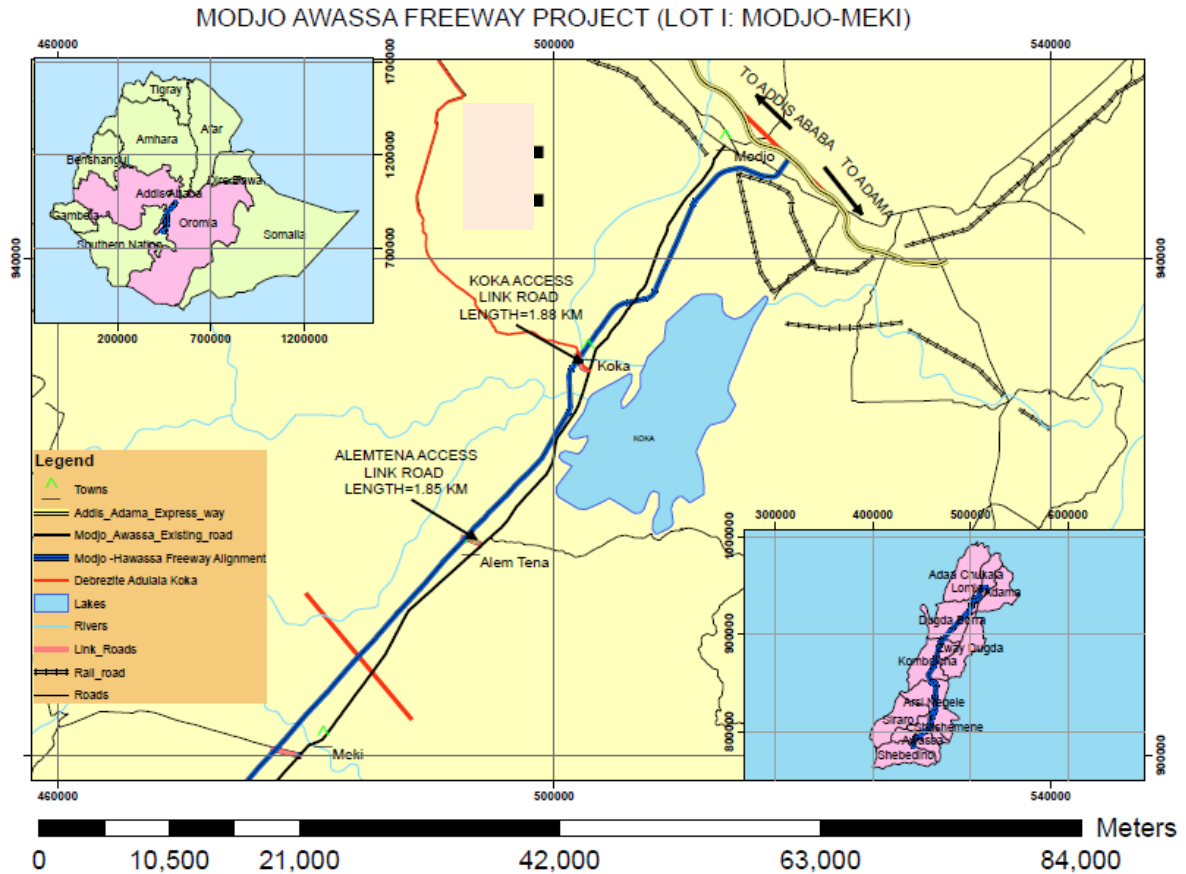 MODJO AWASSA FREEWAY PROJECT (LOT I: MODJO-MEKI)
460000
500000
540000
1700000
1200000
700000
Tigray
Afar
Amhara
Benshangul
Dire Dawa
Addis Ababa
Gambela
Oromia
Southern Nation
Somalia
200000
700000
1200000
940000
940000
TO ADDIS ABABA
TO ADAMA
Modjo
KOKA ACCESS
LINK ROAD
LENGTH=1.88 KM
Koka
KOKA
ALEMTENA ACCESS
LINK ROAD
LENGTH=1.85 KM
Alem Tena
Meki
Legend
Towns
Addis_Adama_Express_way
Modjo_Awassa_Existing_road
Modjo -Hawassa Freeway Alignment
Debrezite Adulala Koka
Lakes
Rivers
Link_Roads
Rail_road
Roads
300000
400000
500000
600000
1000000
900000
800000
Adaa Chukala
Lome
Adama
Dugda Borra
Zway Dugda
Kombolcha
Arsi Negele
Siraro
Shashemene
Awassa
Shebedino
900000
460000
500000
540000
Meters
0
10,500
21,000
42,000
63,000
84,000